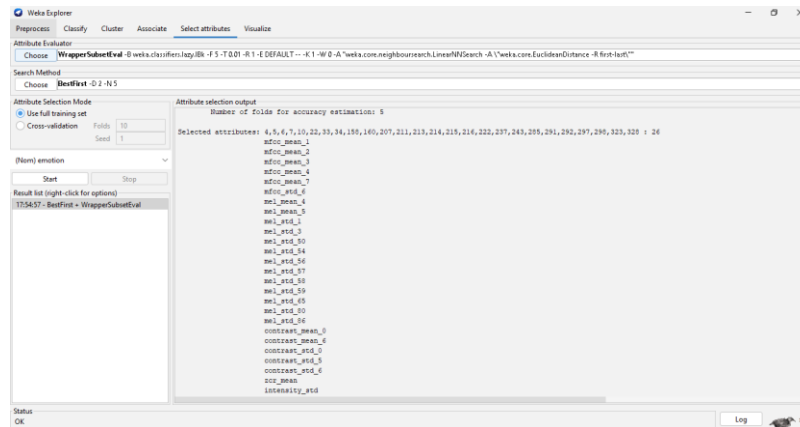 Weka Explorer
Preprocess Classify Cluster Associate Select attributes Visualize
Attribute Evaluator
Choose WrapperSubsetEval -B weka.classifiers.lazy.IBk -F 5 -T 0.01 -R 1 -E DEFAULT -- -K 1 -W 0 -A "weka.core.neighboursearch.LinearNNSearch -A \"weka.core.EuclideanDistance -R first-last\""
Search Method
Choose BestFirst -D 2 -N 5
Attribute Selection Mode
Use full training set
Cross-validation Folds 10
Seed 1
(Nom) emotion
Start Stop
Result list (right-click for options)
17:54:57 - BestFirst + WrapperSubsetEval
Attribute selection output
Number of folds for accuracy estimation: 5
Selected attributes: 4,5,6,7,10,22,33,34,158,160,207,211,213,214,215,216,222,237,243,285,291,292,297,298,323,328 : 26
mfcc_mean_1
mfcc_mean_2
mfcc_mean_3
mfcc_mean_4
mfcc_mean_7
mfcc_std_6
mel_mean_4
mel_mean_5
mel_std_1
mel_std_3
mel_std_50
mel_std_54
mel_std_56
mel_std_57
mel_std_58
mel_std_59
mel_std_65
mel_std_80
mel_std_86
contrast_mean_0
contrast_mean_6
contrast_std_0
contrast_std_5
contrast_std_6
zcr_mean
intensity_std
Status
OK
Log